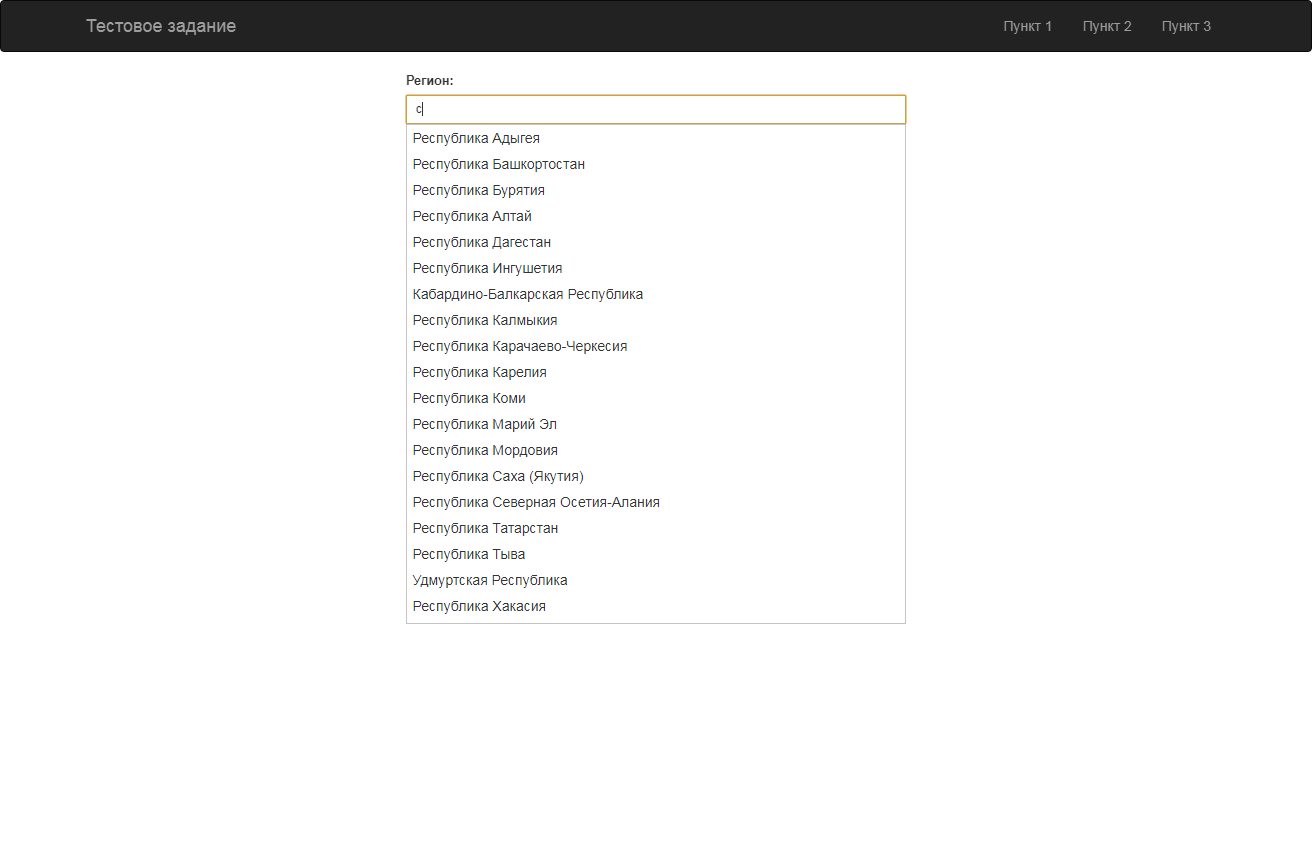 Тестовое задание Пункт 1 Пункт 2 Пункт 3
Регион:
с
Республика Адыгея
Республика Башкортостан
Республика Бурятия
Республика Алтай
Республика Дагестан
Республика Ингушетия
Кабардино-Балкарская Республика
Республика Калмыкия
Республика Карачаево-Черкесия
Республика Карелия
Республика Коми
Республика Марий Эл
Республика Мордовия
Республика Саха (Якутия)
Республика Северная Осетия-Алания
Республика Татарстан
Республика Тыва
Удмуртская Республика
Республика Хакасия